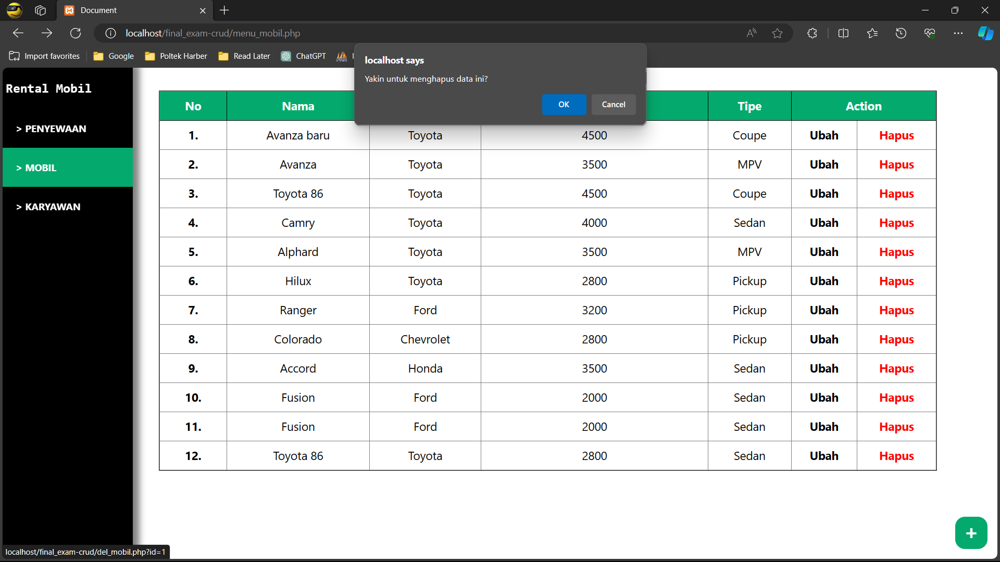 Document
localhost/final_exam-crud/menu_mobil.php
Import favorites Google Poltek Harber Read Later ChatGPT
localhost says
Yakin untuk menghapus data ini?
OK Cancel
Rental Mobil
> PENYEWAAN
> MOBIL
> KARYAWAN
No Nama Tipe Action
1. Avanza baru Toyota 4500 Coupe Ubah Hapus
2. Avanza Toyota 3500 MPV Ubah Hapus
3. Toyota 86 Toyota 4500 Coupe Ubah Hapus
4. Camry Toyota 4000 Sedan Ubah Hapus
5. Alphard Toyota 3500 MPV Ubah Hapus
6. Hilux Toyota 2800 Pickup Ubah Hapus
7. Ranger Ford 3200 Pickup Ubah Hapus
8. Colorado Chevrolet 2800 Pickup Ubah Hapus
9. Accord Honda 3500 Sedan Ubah Hapus
10. Fusion Ford 2000 Sedan Ubah Hapus
11. Fusion Ford 2000 Sedan Ubah Hapus
12. Toyota 86 Toyota 2800 Sedan Ubah Hapus
+
localhost/final_exam-crud/del_mobil.php?id=1